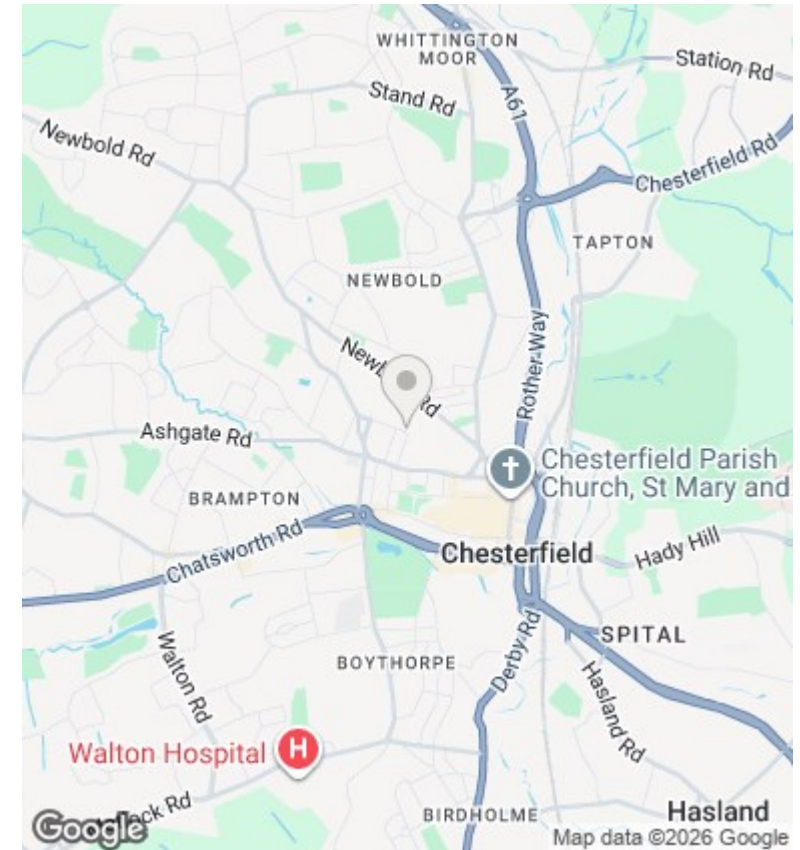 WHITTINGTON
MOOR
Station Rd
A61
Stand Rd
Newbold Rd
Chesterfield Rd
TAPTON
NEWBOLD
Rother Way
Rd
Ashgate Rd
Chesterfield Parish
Church, St Mary and
BRAMPTON
Chatsworth Rd
Chesterfield
Hady Hill
Walton Rd
SPITAL
BOYTHORPE
Derby Rd
Hasland Rd
Walton Hospital
H
Rd
BIRDHOLME
Hasland
Google
Map data ©2026 Google